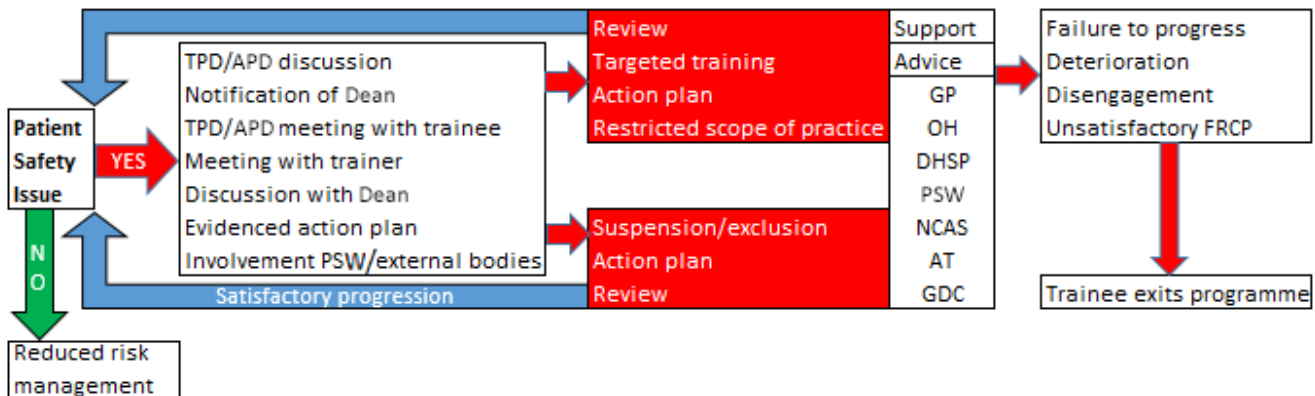 Patient
Safety
Issue
YES
N
O
Reduced risk
management
TPD/APD discussion
Notification of Dean
TPD/APD meeting with trainee
Meeting with trainer
Discussion with Dean
Evidenced action plan
Involvement PSW/external bodies
Satisfactory progression
Review
Targeted training
Action plan
Restricted scope of practice
Suspension/exclusion
Action plan
Review
Support
Advice
GP
OH
DHSP
PSW
NCAS
AT
GDC
Failure to progress
Deterioration
Disengagement
Unsatisfactory FRCP
Trainee exits programme